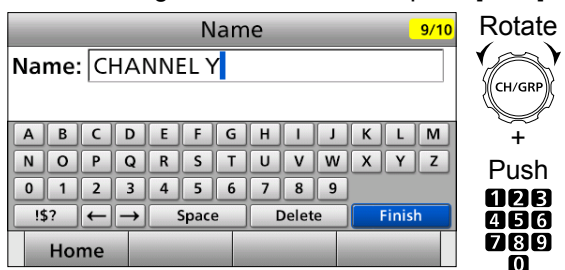 Name
9/10
Name: CHANNEL Y
A B C D E F G H I J K L M
N O P Q R S T U V W X Y Z
0 1 2 3 4 5 6 7 8 9
!$? ← → Space Delete Finish
Home
Rotate
CH/GRP
+
Push
1 2 3
4 5 6
7 8 9
0